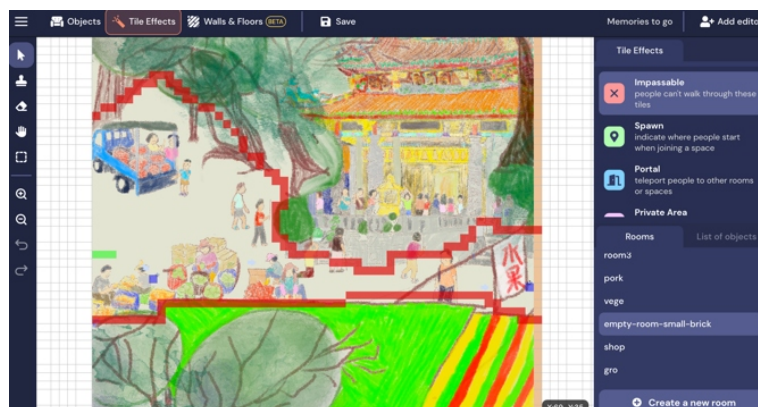 Objects
Tile Effects
Walls & Floors BETA
Save
Memories to go
Add edito
Tile Effects
Impassable
people can't walk through these
tiles
Spawn
indicate where people start
when joining a space
Portal
teleport people to other rooms
or spaces
Private Area
Rooms
List of objects
room3
pork
vege
empty-room-small-brick
shop
gro
Create a new room
水果